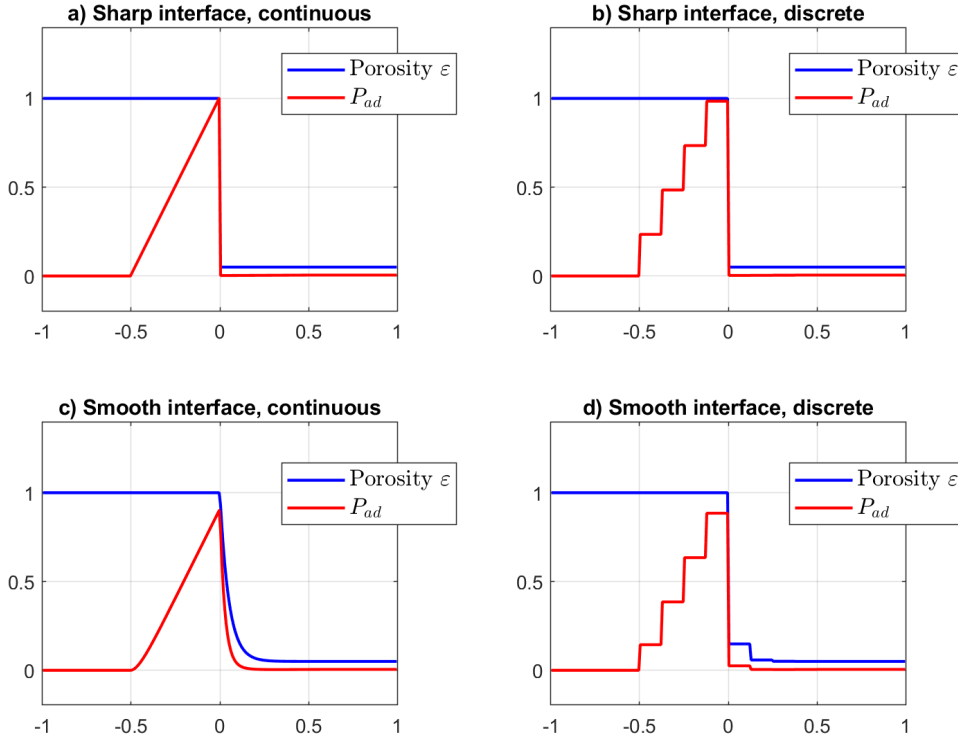 a) Sharp interface, continuous
Porosity ε
P_ad
1
0.5
0
-1
-0.5
0
0.5
1
b) Sharp interface, discrete
Porosity ε
P_ad
1
0.5
0
-1
-0.5
0
0.5
1
c) Smooth interface, continuous
Porosity ε
P_ad
1
0.5
0
-1
-0.5
0
0.5
1
d) Smooth interface, discrete
Porosity ε
P_ad
1
0.5
0
-1
-0.5
0
0.5
1